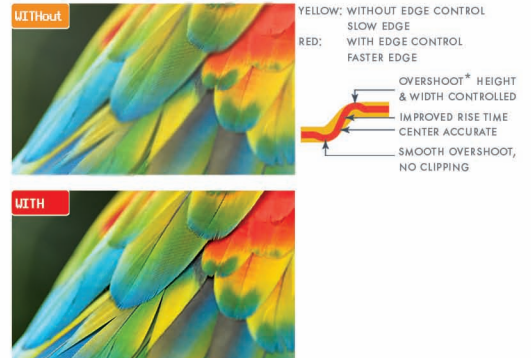 WITHout
YELLOW: WITHOUT EDGE CONTROL
SLOW EDGE
RED: WITH EDGE CONTROL
FASTER EDGE
OVERSHOOT* HEIGHT
& WIDTH CONTROLLED
IMPROVED RISE TIME
CENTER ACCURATE
SMOOTH OVERSHOOT,
NO CLIPPING
WITH